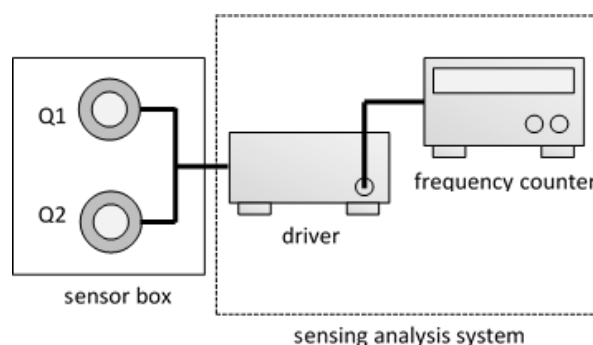 Q1
Q2
sensor box
driver
frequency counter
sensing analysis system